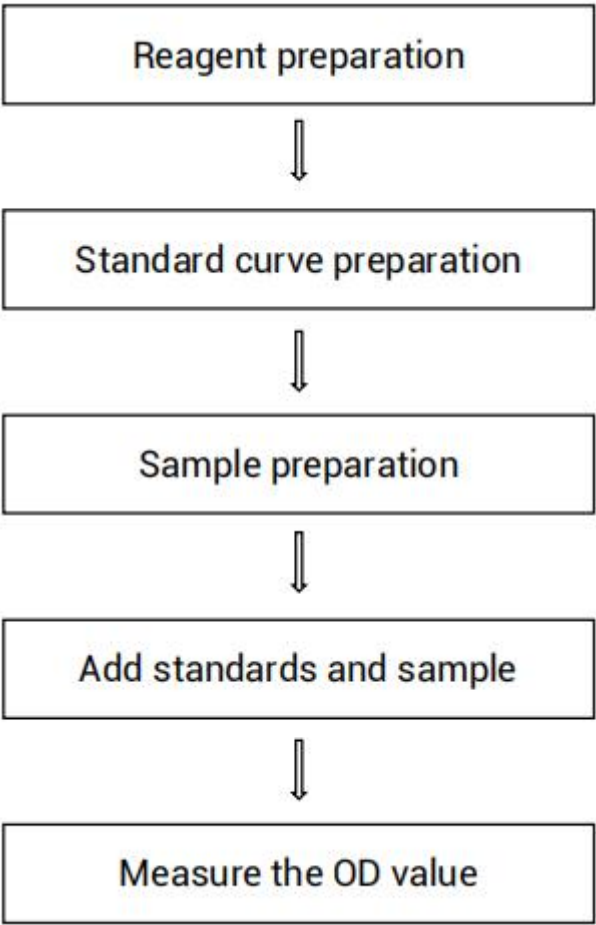 Reagent preparation
Standard curve preparation
Sample preparation
Add standards and sample
Measure the OD value